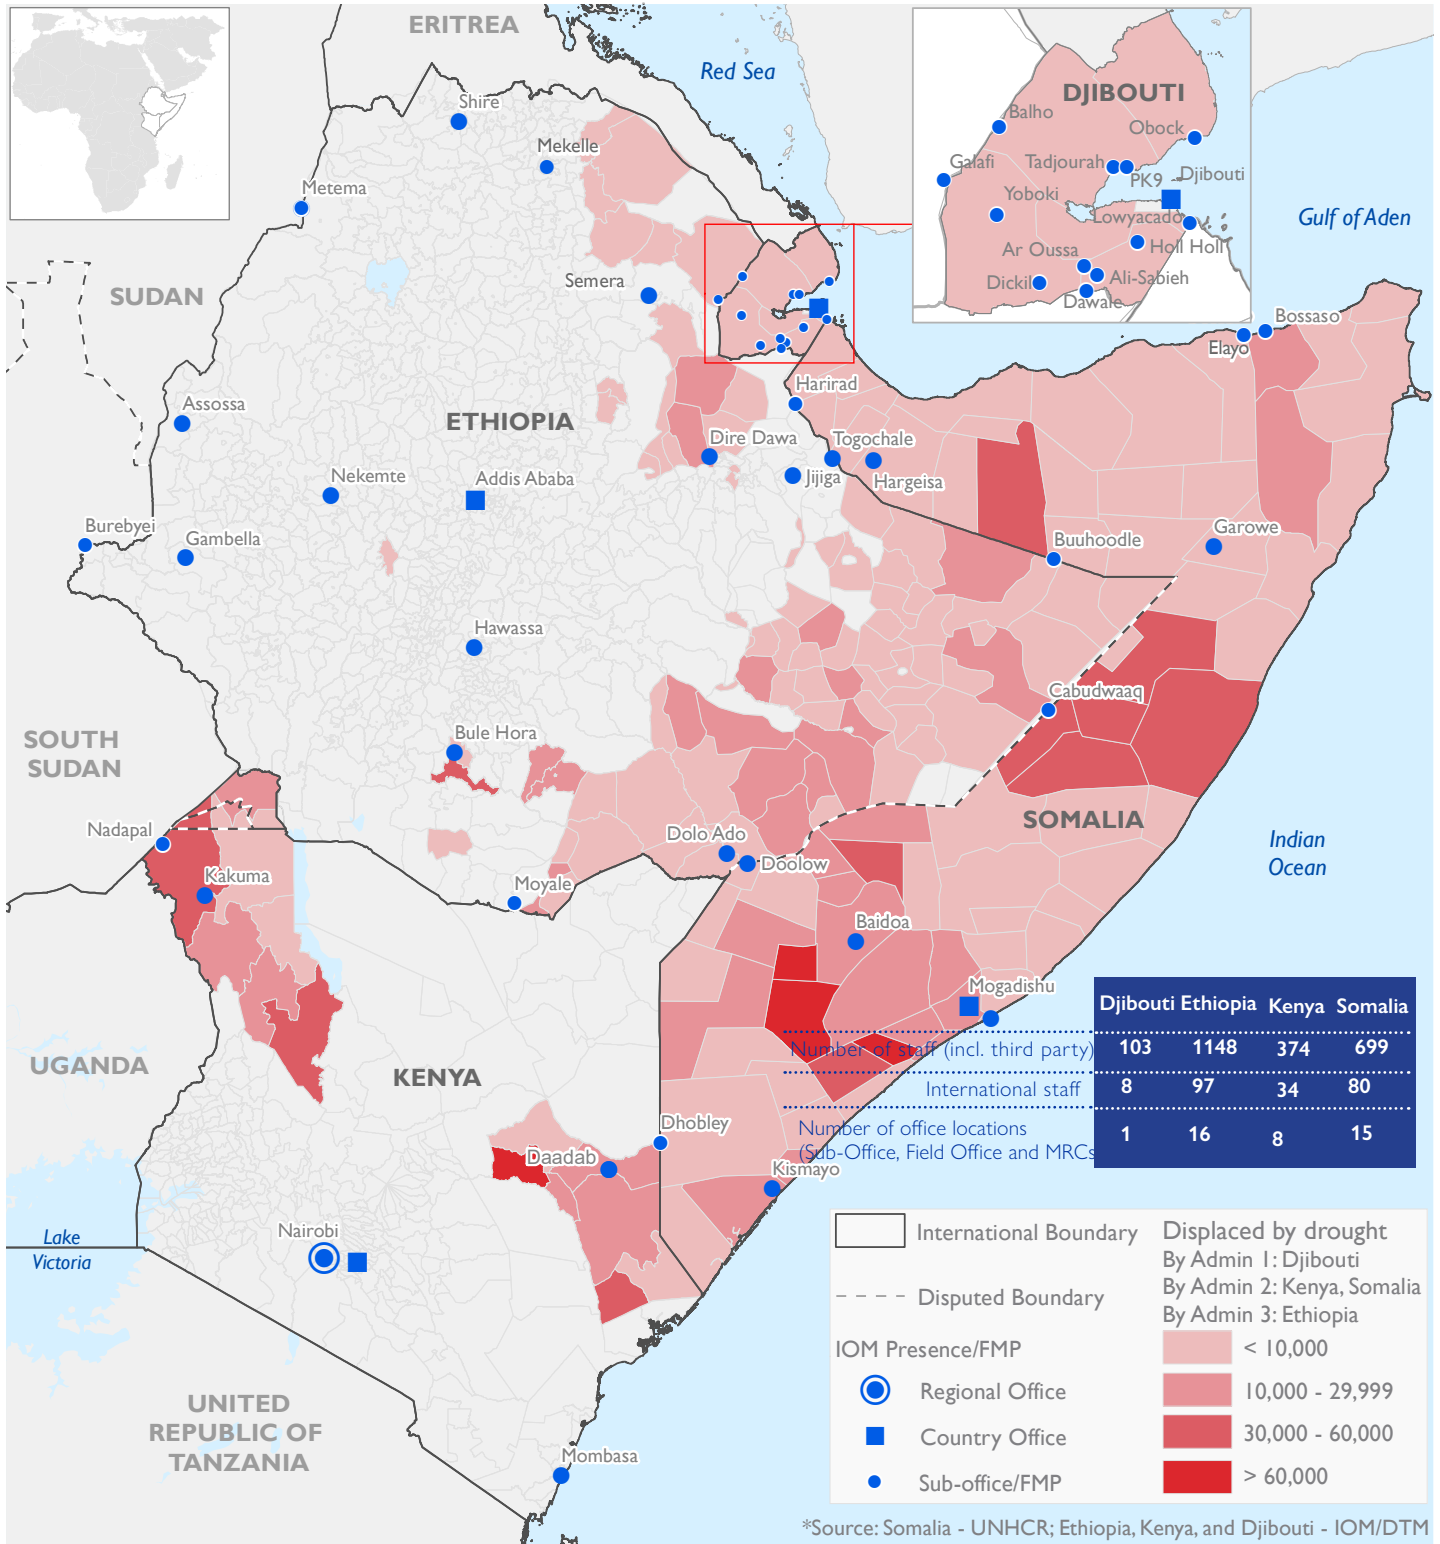 ERITREA
Red Sea
DJIBOUTI
Balho
Obock
Galafi
Tadjourah
PK9
Djibouti
Yoboki
Lowyacado
Ar Oussa
Holl Holl
Dickil
Ali-Sabieh
Dawale
Gulf of Aden
Shire
Mekelle
Metema
SUDAN
Semera
Bossaso
Elayo
Harirad
Assossa
ETHIOPIA
Dire Dawa
Togochale
Nekemte
Addis Ababa
Jijiga
Hargeisa
Burebyei
Gambella
Garowe
Buuhoodle
Hawassa
Cabudwaaq
SOUTH
SUDAN
Bule Hora
SOMALIA
Nadapal
Dolo Ado
Doolow
Indian
Ocean
Kakuma
Moyale
Baidoa
Mogadishu
UGANDA
KENYA
Djibouti Ethiopia Kenya Somalia
Number of staff (incl. third party) 103 1148 374 699
International staff 8 97 34 80
Number of office locations
(Sub-Office, Field Office and MRCs 1 16 8 15
Dhobley
Daadab
Kismayo
Nairobi
Lake
Victoria
International Boundary
Disputed Boundary
IOM Presence/FMP
Regional Office
Country Office
Sub-office/FMP
Displaced by drought
By Admin 1: Djibouti
By Admin 2: Kenya, Somalia
By Admin 3: Ethiopia
< 10,000
10,000 - 29,999
30,000 - 60,000
> 60,000
UNITED
REPUBLIC OF
TANZANIA
Mombasa
*Source: Somalia - UNHCR; Ethiopia, Kenya, and Djibouti - IOM/DTM